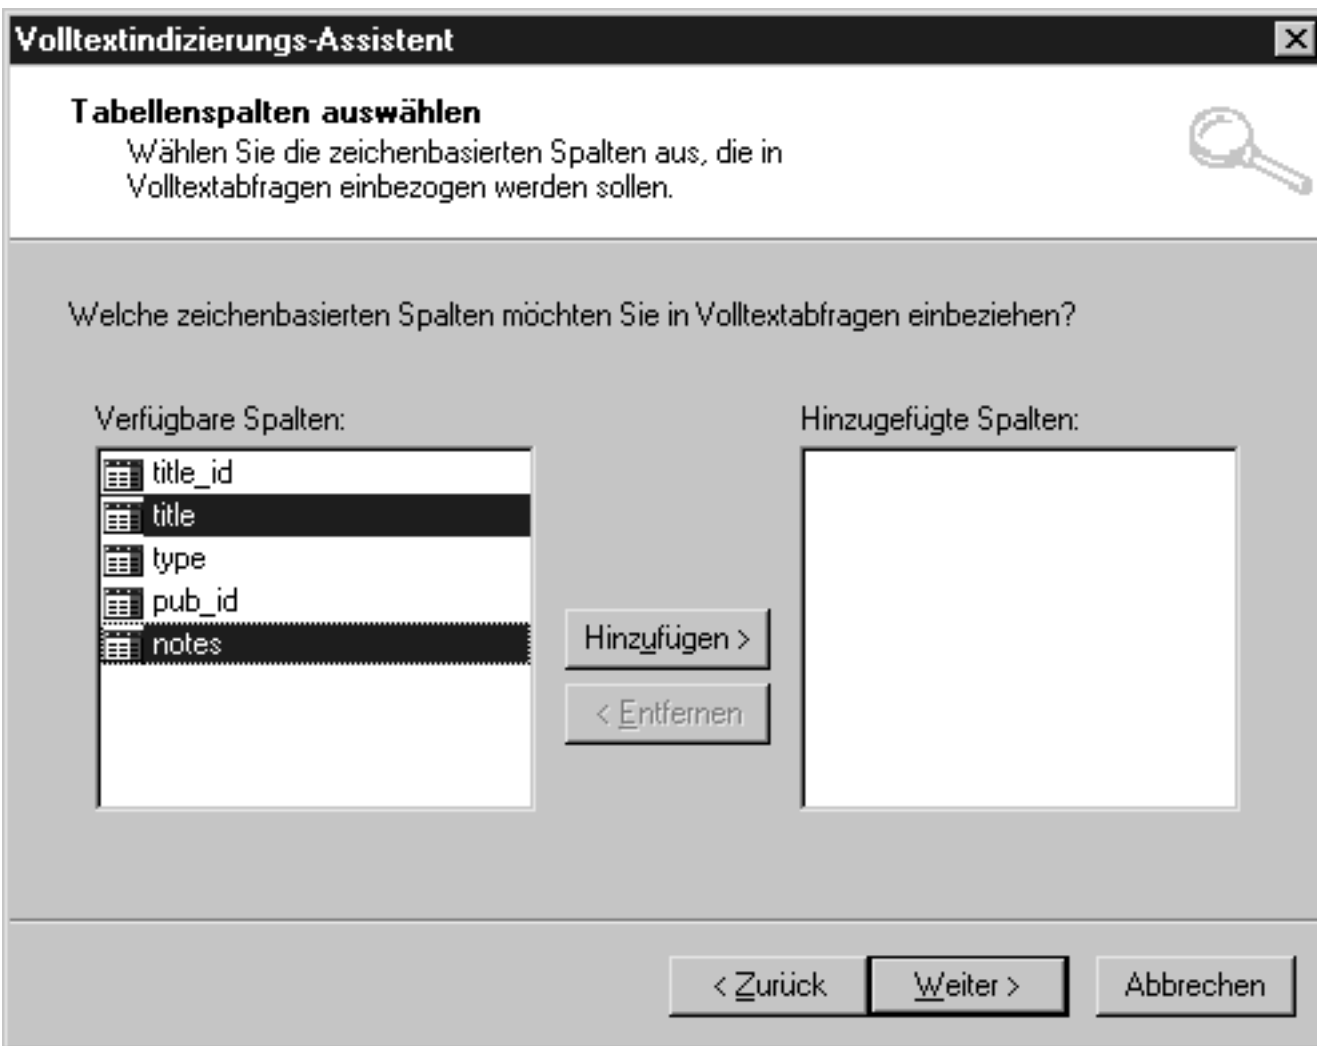 Volltextindizierungs-Assistent
Tabellenspalten auswählen
Wählen Sie die zeichenbasierten Spalten aus, die in
Volltextabfragen einbezogen werden sollen.
Welche zeichenbasierten Spalten möchten Sie in Volltextabfragen einbeziehen?
Verfügbare Spalten:
title_id
title
type
pub_id
notes
Hinzufügen >
< Entfernen
Hinzugefügte Spalten:
< Zurück
Weiter >
Abbrechen